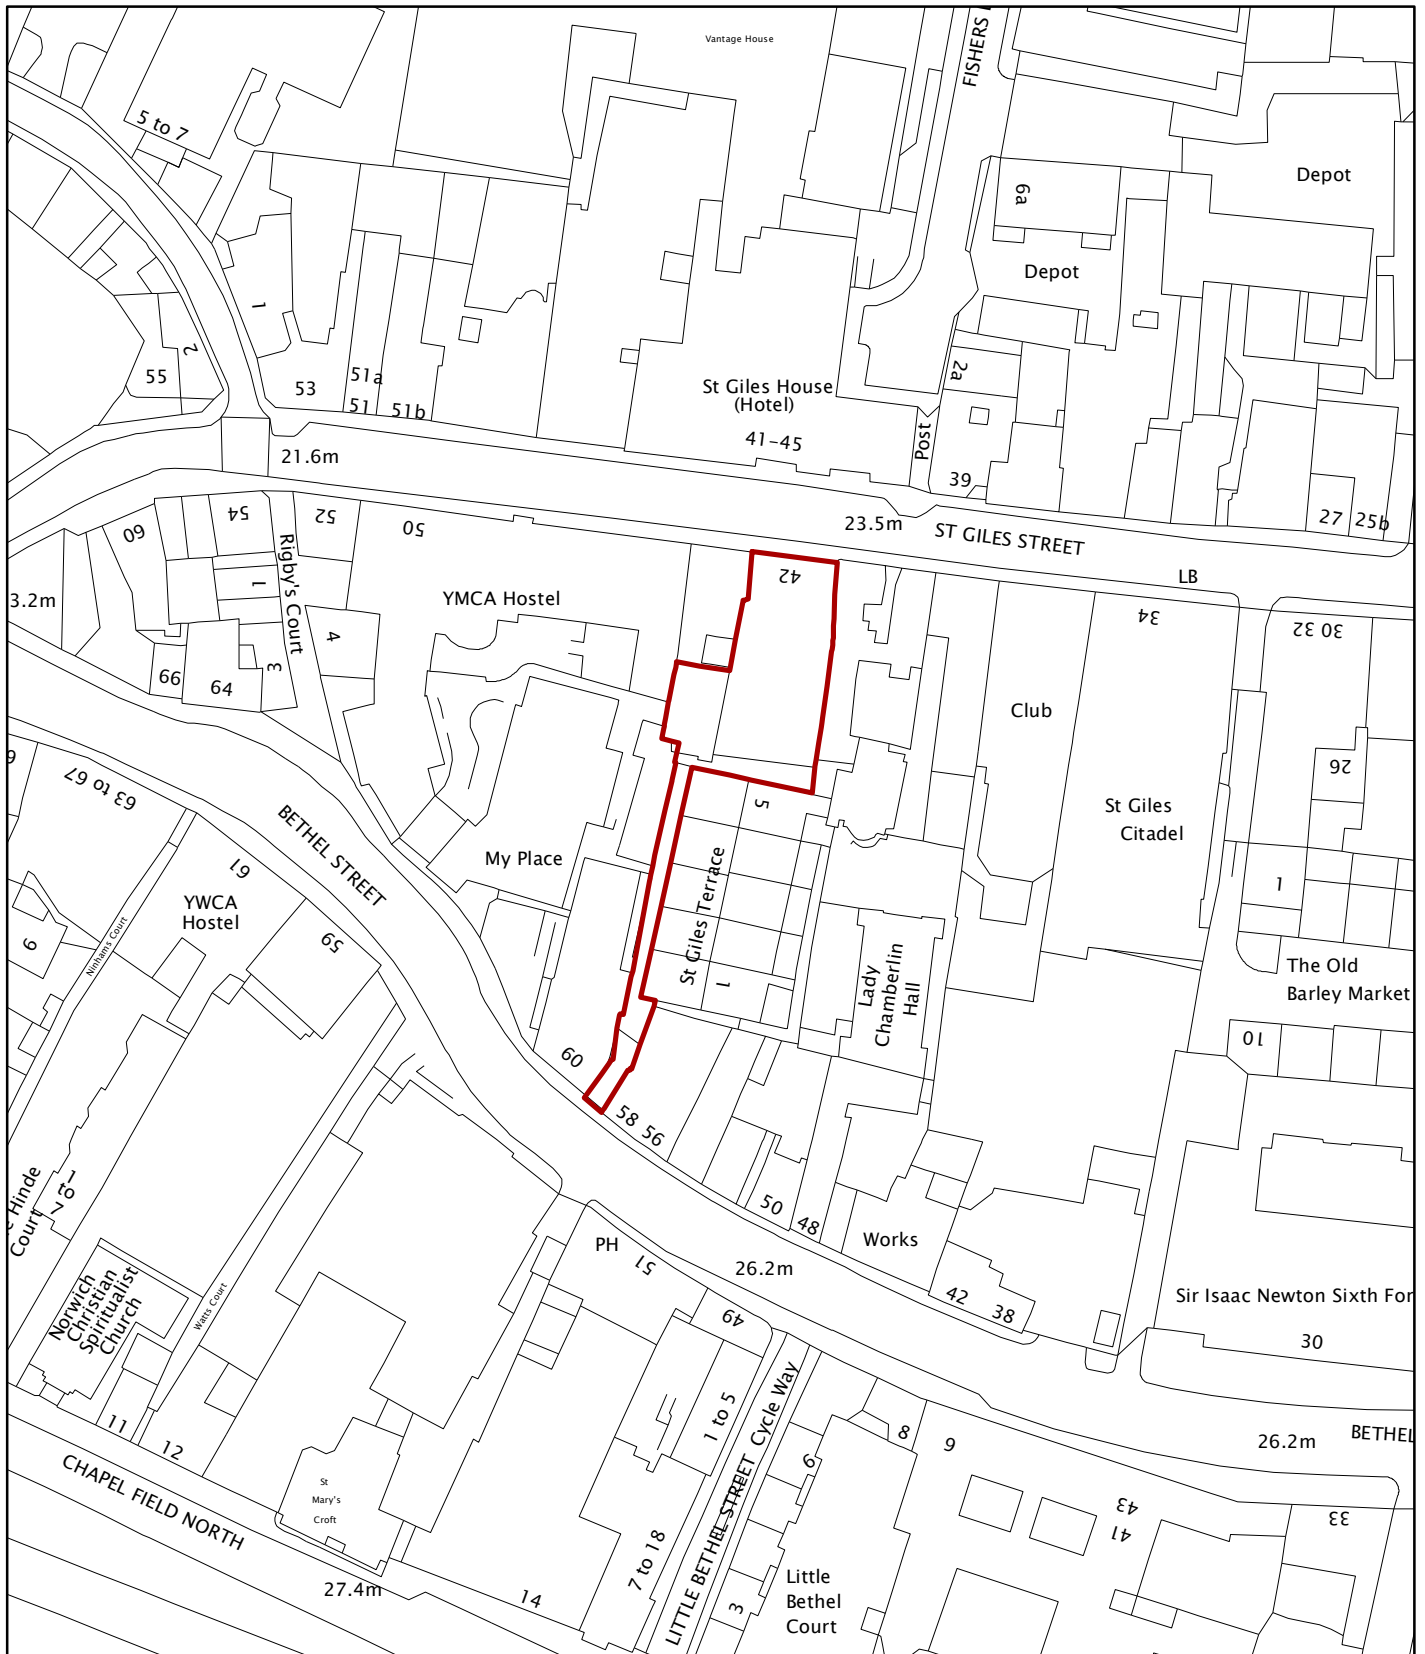 Vantage House
FISHERS
5 to 7
Depot
6a
Depot
1
2
55
53
51a
51
51b
St Giles House
(Hotel)
41-45
2a
Post
39
27
25b
21.6m
23.5m
ST GILES STREET
LB
60
54
52
50
42
34
30 32
Rigby's Court
1
3.2m
YMCA Hostel
4
3
66
64
Club
26
St Giles
Citadel
63 to 67
6
BETHEL STREET
5
My Place
61
YWCA
Hostel
59
Ninhams Court
9
St Giles Terrace
1
1
Lady
Chamberlin
Hall
The Old
Barley Market
10
60
58
56
50
48
Works
42
38
Hinde
Court
1
to
7
PH
51
26.2m
Sir Isaac Newton Sixth For
30
Norwich
Christian
Spiritualist
Church
Watts Court
49
1 to 5
LITTLE BETHEL STREET
Cycle Way
11
12
6
8
9
26.2m
BETHEL
CHAPEL FIELD NORTH
St
Mary's
Croft
27.4m
14
7 to 18
3
Little
Bethel
Court
43
41
33